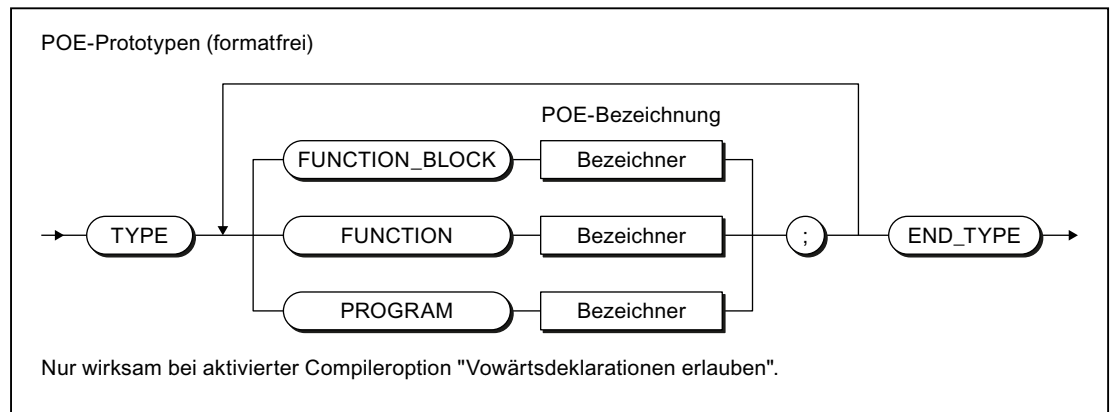 POE-Prototypen (formatfrei)
POE-Bezeichnung
FUNCTION_BLOCK Bezeichner
TYPE FUNCTION Bezeichner ; END_TYPE
PROGRAM Bezeichner
Nur wirksam bei aktivierter Compileroption "Vowärtsdeklarationen erlauben".